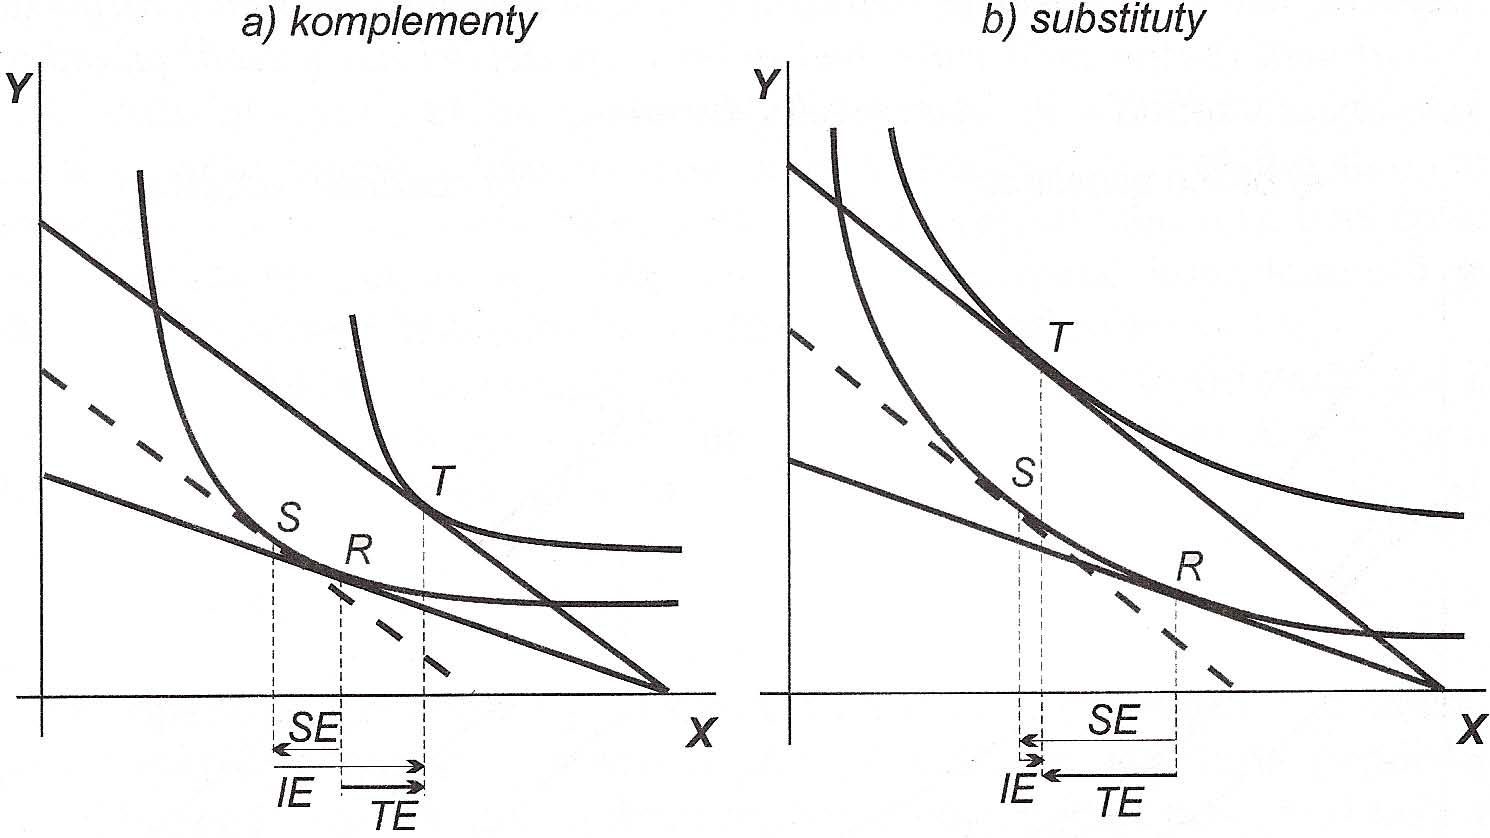 a) komplementy
Y
T
S
R
X
SE
IE
TE
b) substituty
Y
T
S
R
X
SE
IE
TE